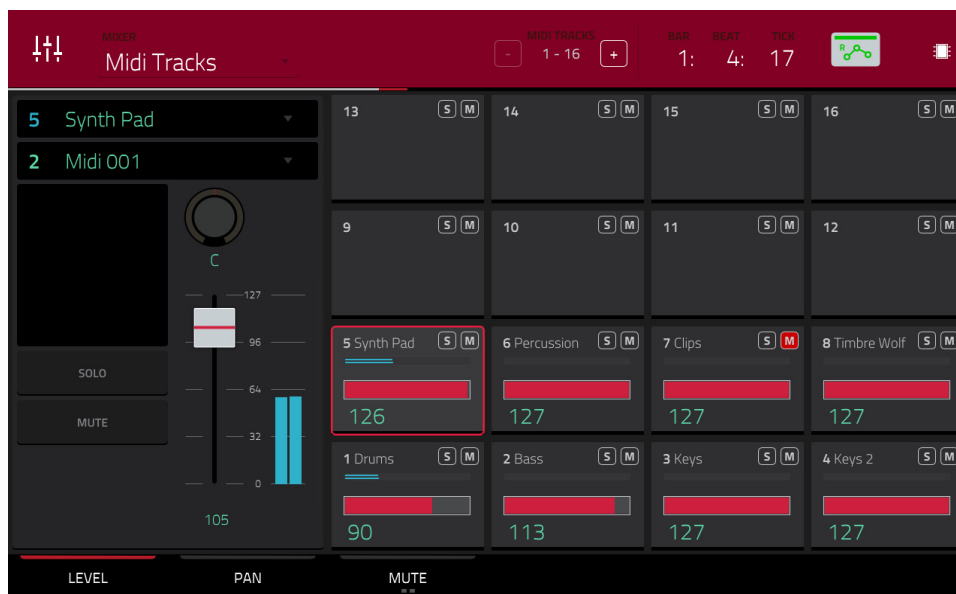 MIXER
Midi Tracks
MIDI TRACKS
- 1 - 16 +
BAR BEAT TICK
1: 4: 17
R
5 Synth Pad
2 Midi 001
C
127
96
64
32
0
105
SOLO
MUTE
13 S M
14 S M
15 S M
16 S M
9 S M
10 S M
11 S M
12 S M
5 Synth Pad S M
126
6 Percussion S M
127
7 Clips S M
127
8 Timbre Wolf S M
127
1 Drums S M
90
2 Bass S M
113
3 Keys S M
127
4 Keys 2 S M
127
LEVEL
PAN
MUTE